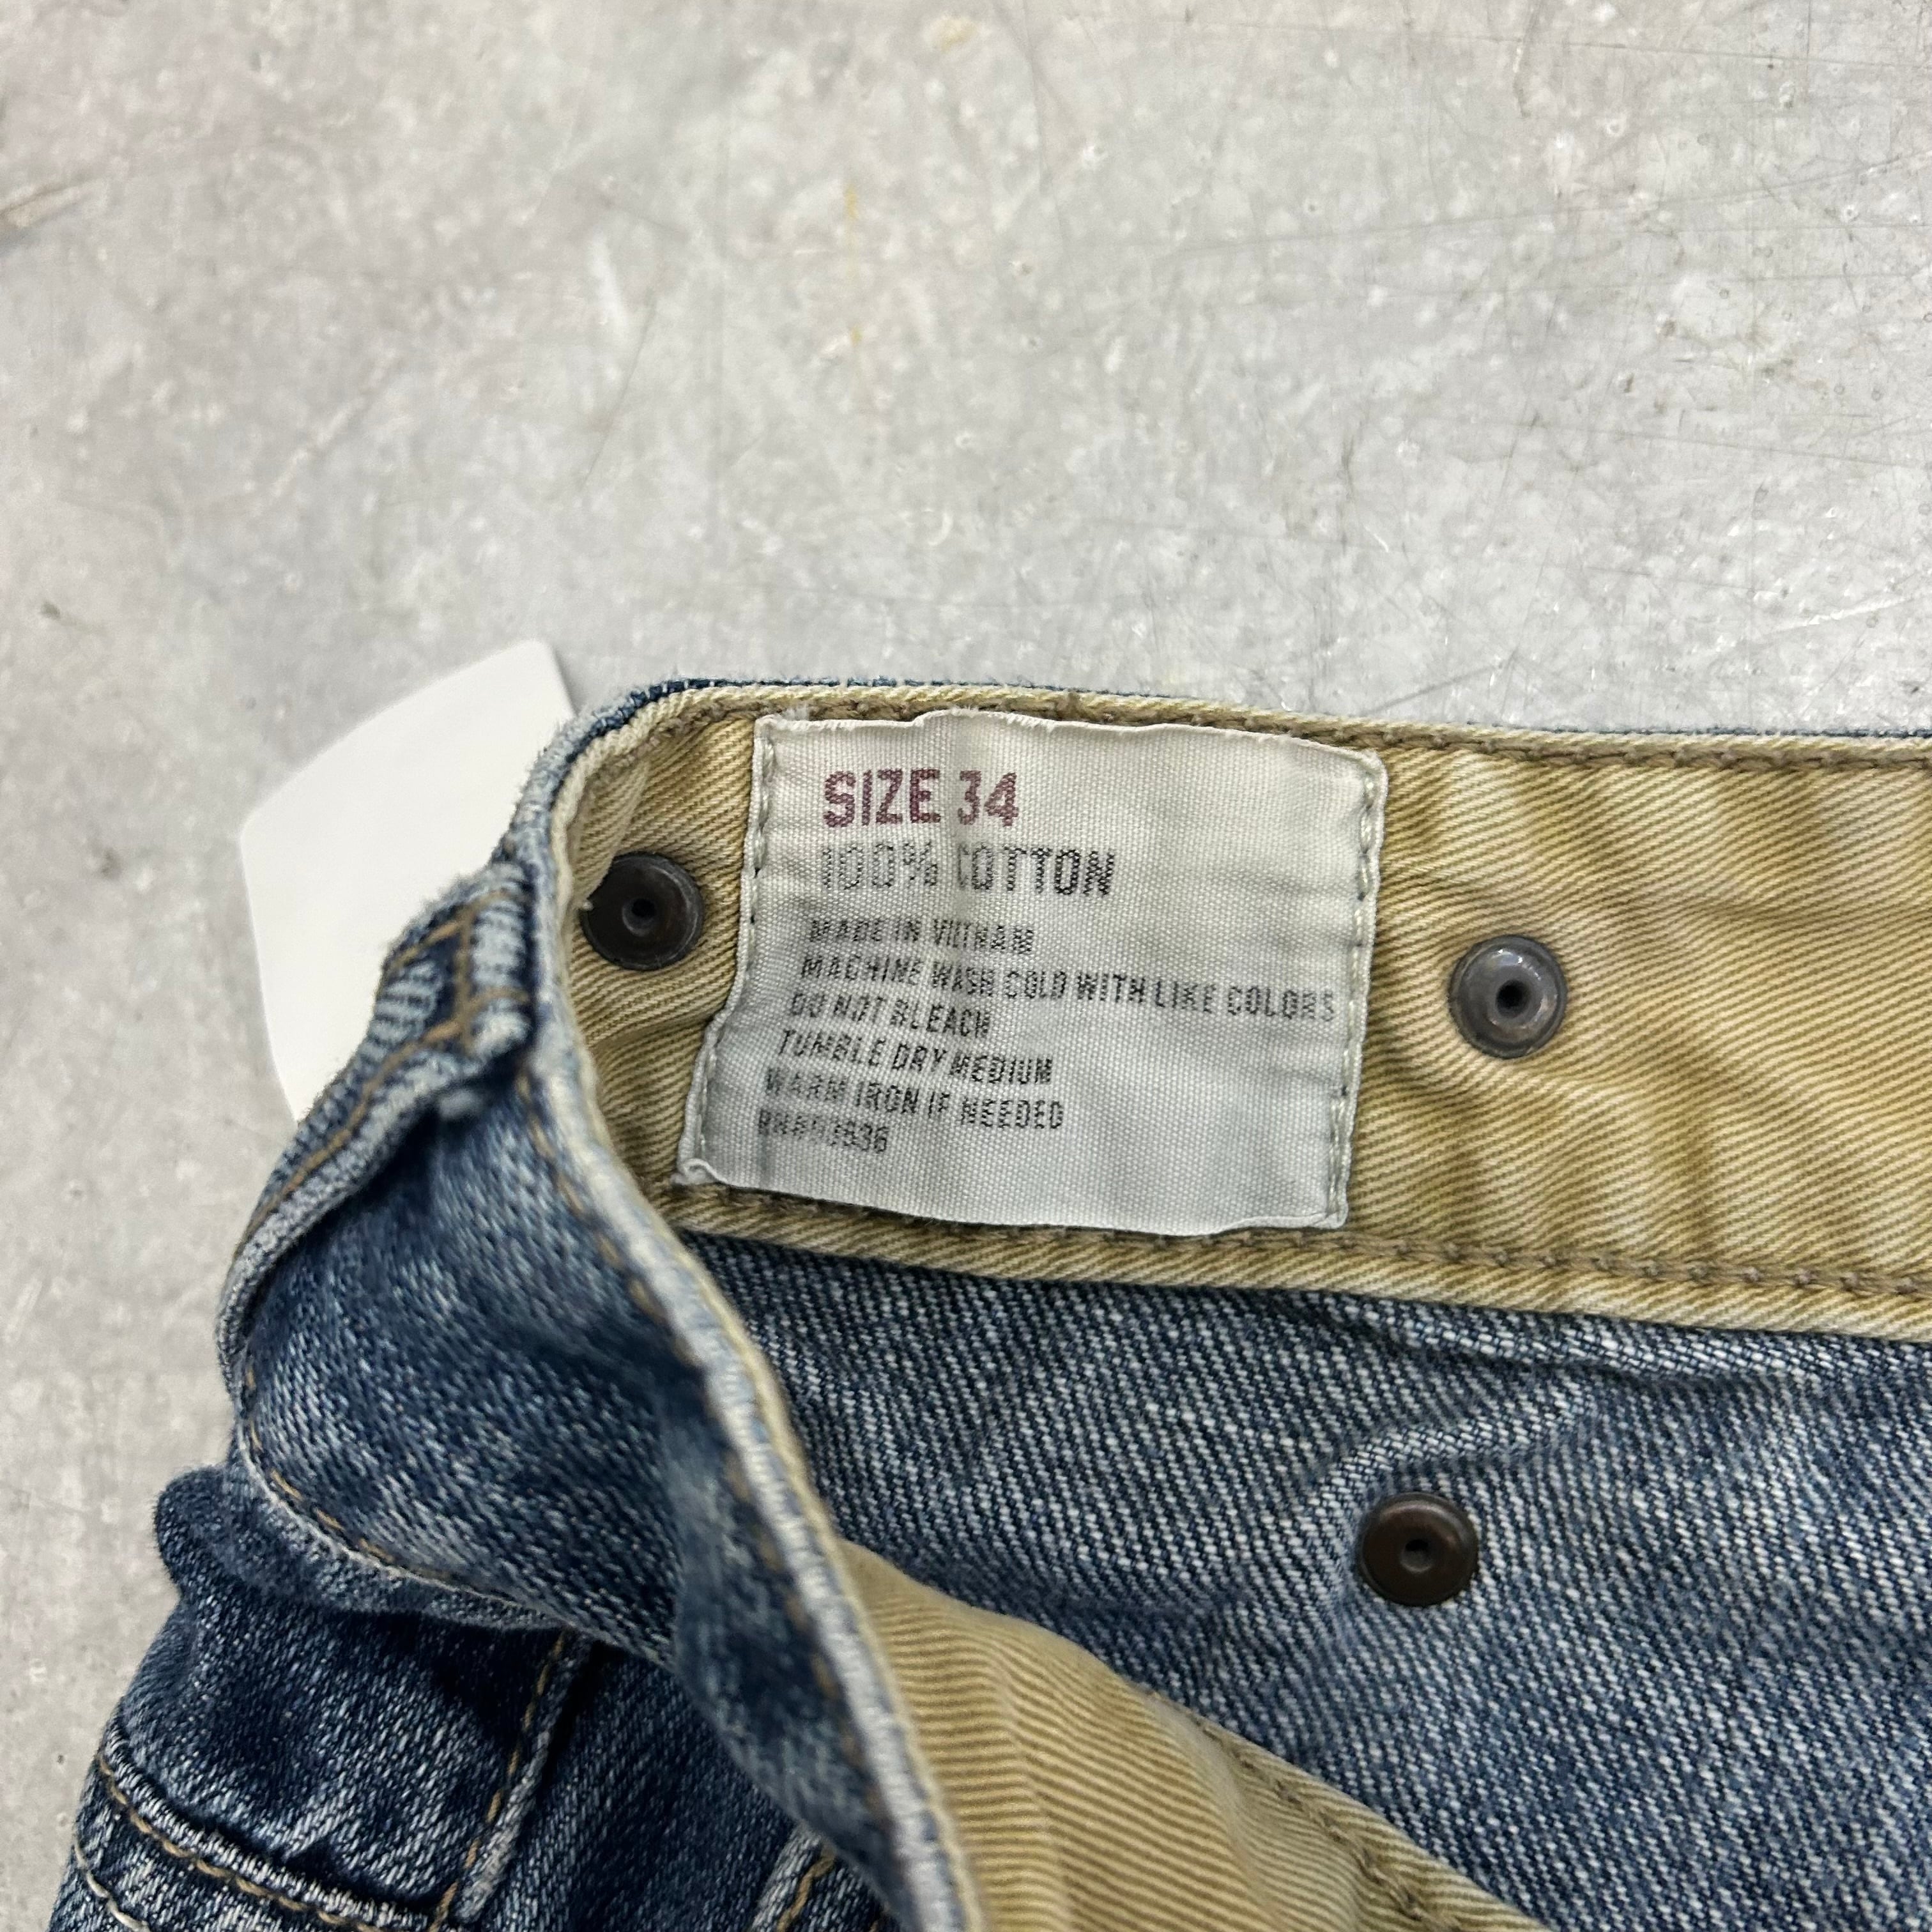 SIZE 34
100% COTTON
MADE IN VIETNAM
MACHINE WASH COLD WITH LIKE COLORS
DO NOT BLEACH
TUMBLE DRY MEDIUM
WARM IRON IF NEEDED